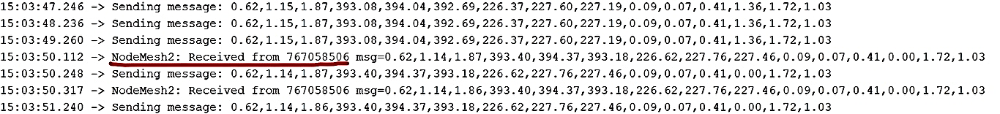 15:03:47.246 -> Sending message: 0.62,1.15,1.87,393.08,394.04,392.69,226.37,227.60,227.19,0.09,0.07,0.41,1.36,1.72,1.03
15:03:48.236 -> Sending message: 0.62,1.15,1.87,393.08,394.04,392.69,226.37,227.60,227.19,0.09,0.07,0.41,1.36,1.72,1.03
15:03:49.260 -> Sending message: 0.62,1.15,1.87,393.08,394.04,392.69,226.37,227.60,227.19,0.09,0.07,0.41,1.36,1.72,1.03
15:03:50.112 -> NodeMesh2: Received from 767058506 msg=0.62,1.14,1.87,393.40,394.37,393.18,226.62,227.76,227.46,0.09,0.07,0.41,0.00,1.72,1.03
15:03:50.248 -> Sending message: 0.62,1.14,1.87,393.40,394.37,393.18,226.62,227.76,227.46,0.09,0.07,0.41,0.00,1.72,1.03
15:03:50.317 -> NodeMesh2: Received from 767058506 msg=0.62,1.14,1.86,393.40,394.37,393.18,226.62,227.76,227.46,0.09,0.07,0.41,0.00,1.72,1.03
15:03:51.240 -> Sending message: 0.62,1.14,1.86,393.40,394.37,393.18,226.62,227.76,227.46,0.09,0.07,0.41,0.00,1.72,1.03